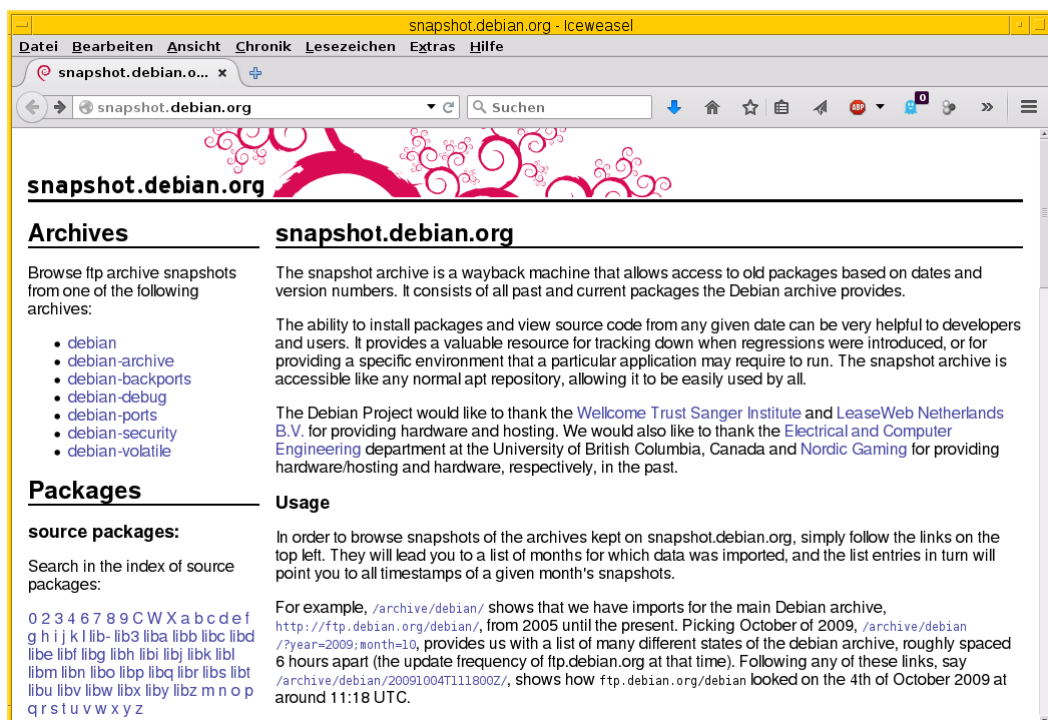 snapshot.debian.org - Iceweasel
Datei Bearbeiten Ansicht Chronik Lesezeichen Extras Hilfe
snapshot.debian.o...
snapshot.debian.org
Suchen
ABP
0
snapshot.debian.org
Archives
Browse ftp archive snapshots
from one of the following
archives:
• debian
• debian-archive
• debian-backports
• debian-debug
• debian-ports
• debian-security
• debian-volatile
Packages
source packages:
Search in the index of source
packages:
0 2 3 4 6 7 8 9 C W X a b c d e f
g h i j k l lib- lib3 liba libb libc libd
libe libf libg libh libi libj libk libl
libm libn libo libp libq libr libs libt
libu libv libw libx liby libz m n o p
q r s t u v w x y z
snapshot.debian.org
The snapshot archive is a wayback machine that allows access to old packages based on dates and
version numbers. It consists of all past and current packages the Debian archive provides.
The ability to install packages and view source code from any given date can be very helpful to developers
and users. It provides a valuable resource for tracking down when regressions were introduced, or for
providing a specific environment that a particular application may require to run. The snapshot archive is
accessible like any normal apt repository, allowing it to be easily used by all.
The Debian Project would like to thank the Wellcome Trust Sanger Institute and LeaseWeb Netherlands
B.V. for providing hardware and hosting. We would also like to thank the Electrical and Computer
Engineering department at the University of British Columbia, Canada and Nordic Gaming for providing
hardware/hosting and hardware, respectively, in the past.
Usage
In order to browse snapshots of the archives kept on snapshot.debian.org, simply follow the links on the
top left. They will lead you to a list of months for which data was imported, and the list entries in turn will
point you to all timestamps of a given month's snapshots.
For example, /archive/debian/ shows that we have imports for the main Debian archive,
http://ftp.debian.org/debian/, from 2005 until the present. Picking October of 2009, /archive/debian
/?year=2009;month=10, provides us with a list of many different states of the debian archive, roughly spaced
6 hours apart (the update frequency of ftp.debian.org at that time). Following any of these links, say
/archive/debian/20091004T111800Z/, shows how ftp.debian.org/debian looked on the 4th of October 2009 at
around 11:18 UTC.